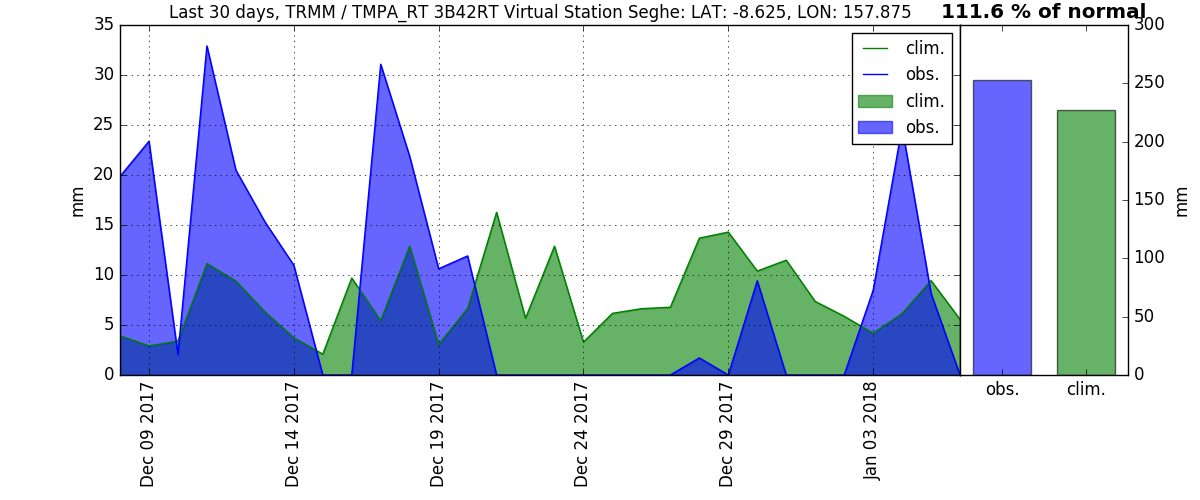 Last 30 days, TRMM / TMPA_RT 3B42RT Virtual Station Seghe: LAT: -8.625, LON: 157.875
111.6 % of normal
35
30
25
20
15
10
5
0
mm
clim.
obs.
clim.
obs.
300
250
200
150
100
50
0
mm
obs.
clim.
Dec 09 2017
Dec 14 2017
Dec 19 2017
Dec 24 2017
Dec 29 2017
Jan 03 2018